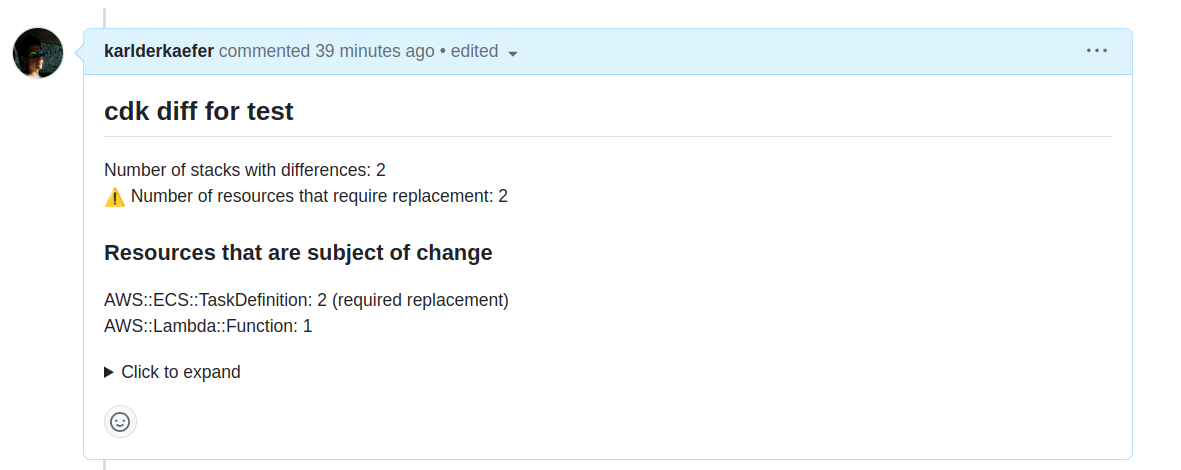 karlderkaefer commented 39 minutes ago • edited
cdk diff for test
Number of stacks with differences: 2
⚠️ Number of resources that require replacement: 2
Resources that are subject of change
AWS::ECS::TaskDefinition: 2 (required replacement)
AWS::Lambda::Function: 1
Click to expand